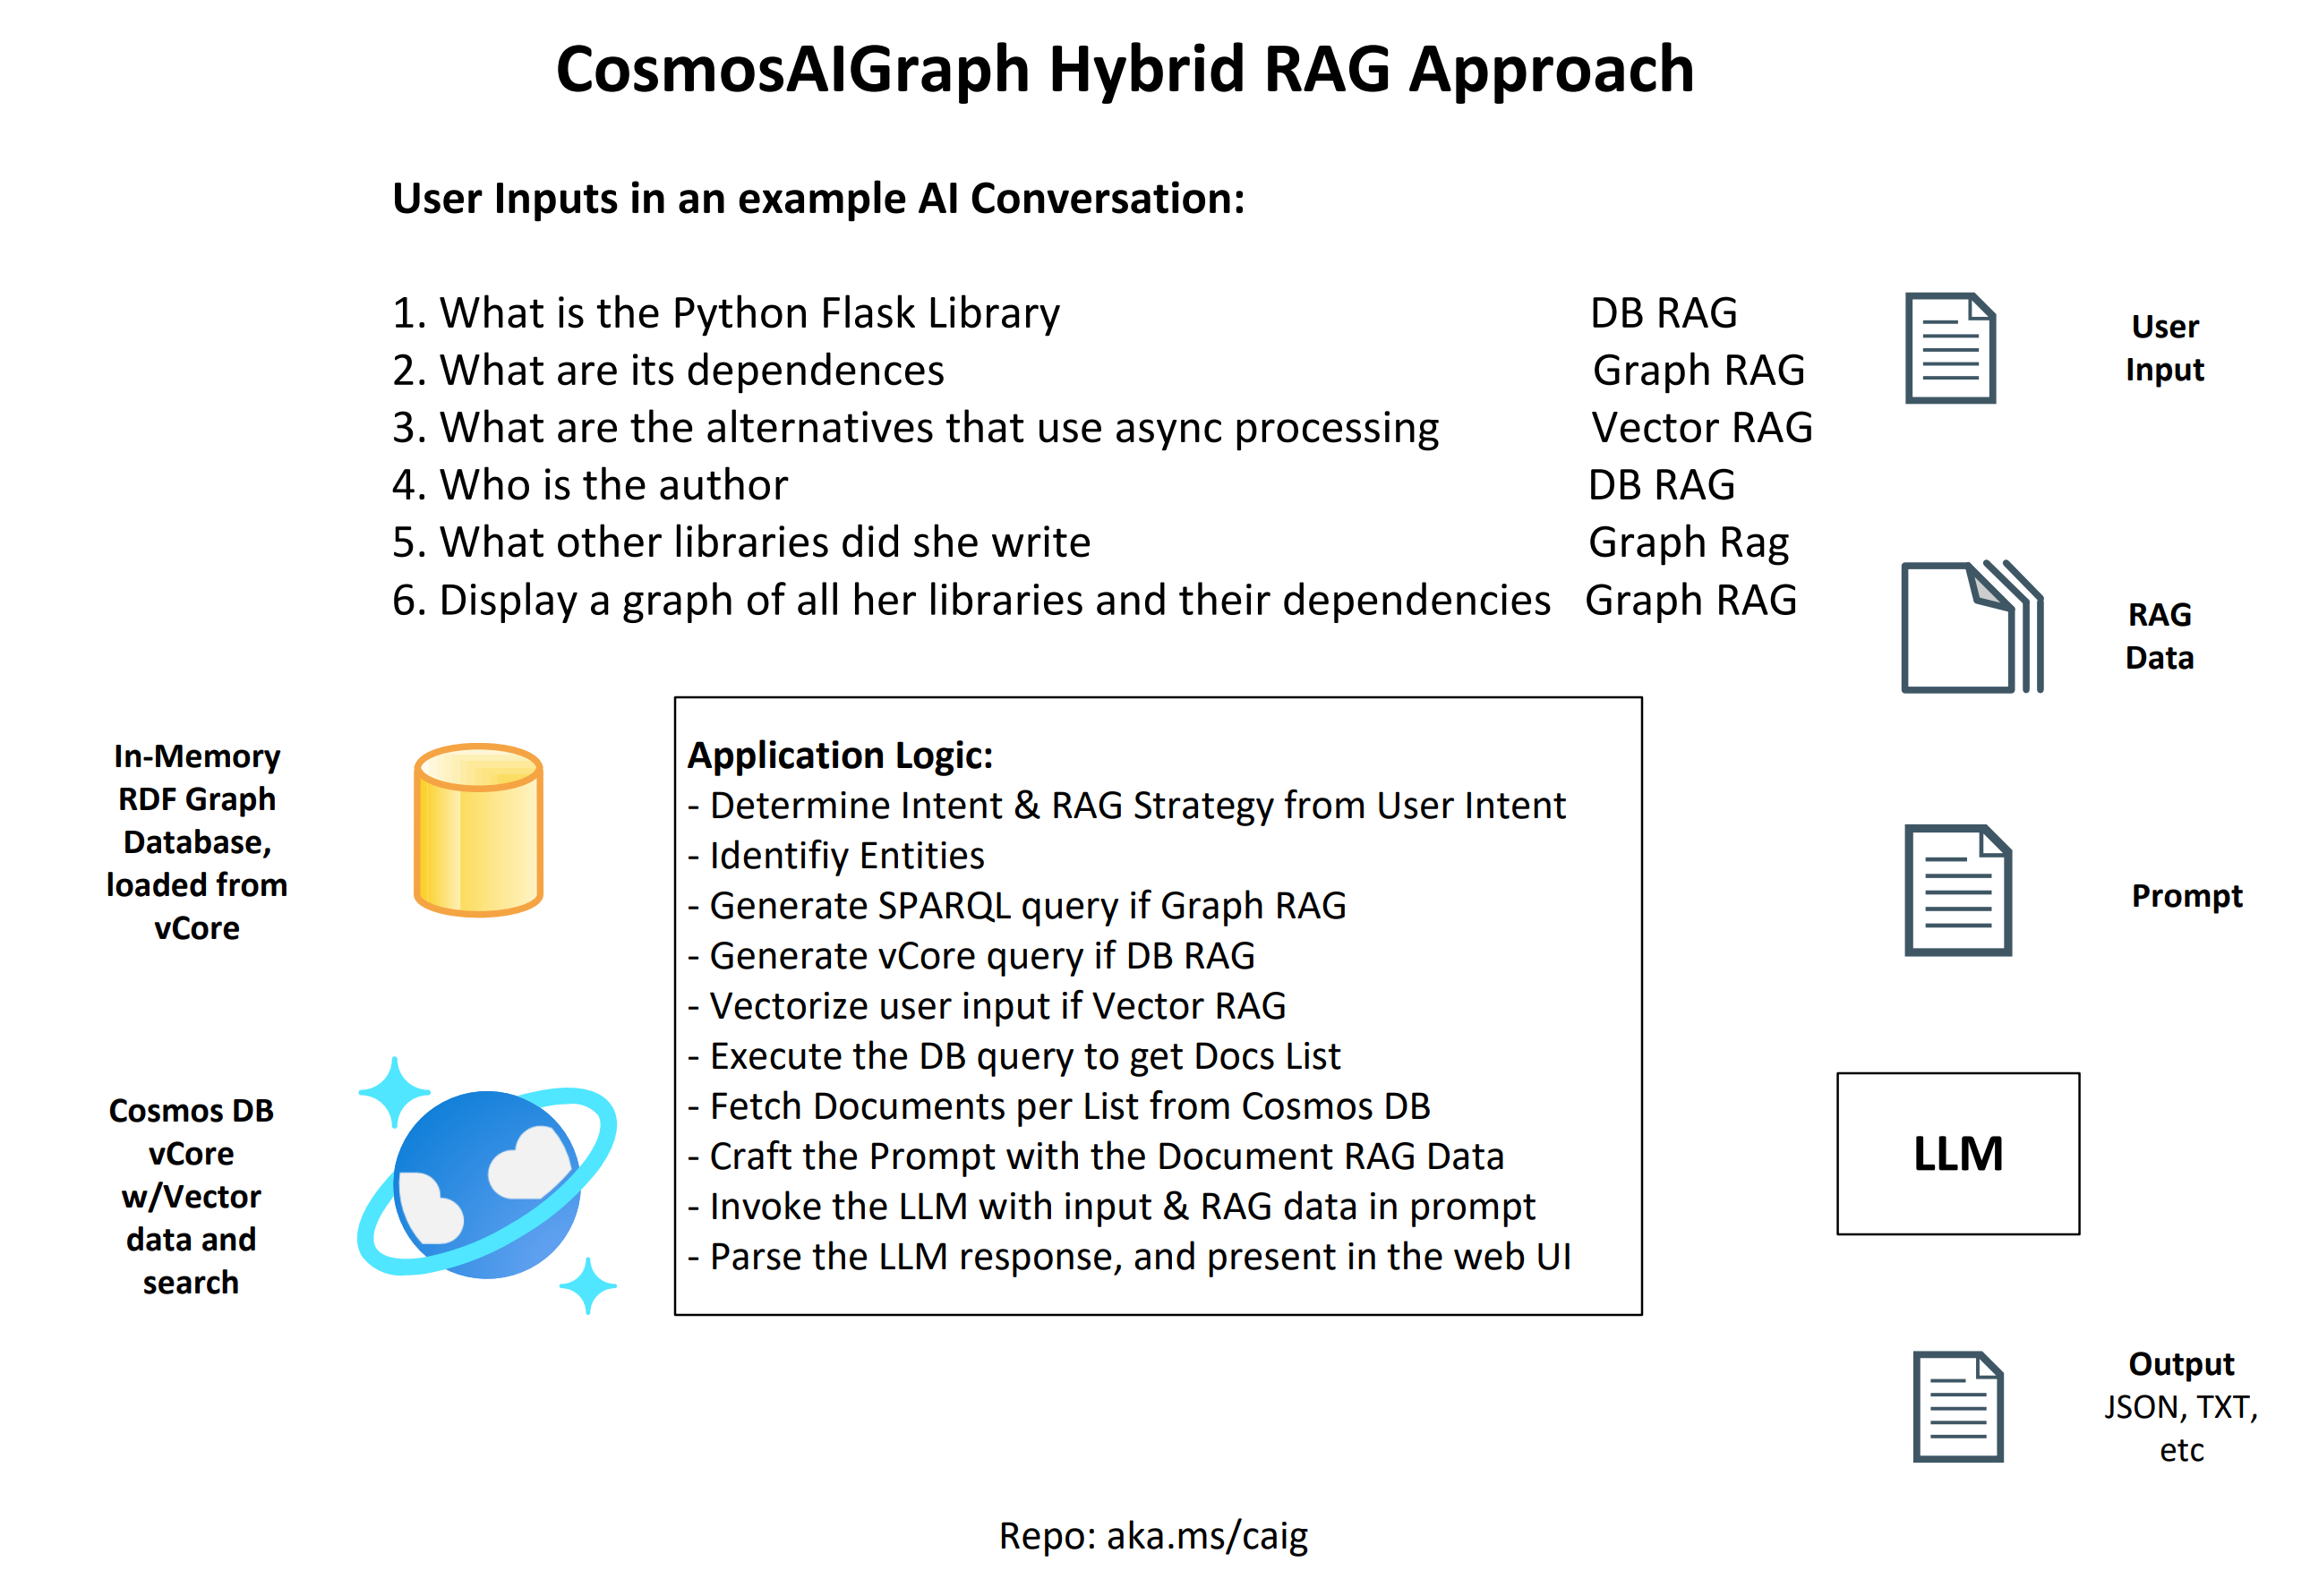 CosmosAIGraph Hybrid RAG Approach
User Inputs in an example AI Conversation:
1. What is the Python Flask Library DB RAG
2. What are its dependences Graph RAG
3. What are the alternatives that use async processing Vector RAG
4. Who is the author DB RAG
5. What other libraries did she write Graph Rag
6. Display a graph of all her libraries and their dependencies Graph RAG
User
Input
RAG
Data
Prompt
LLM
Output
JSON, TXT,
etc
In-Memory
RDF Graph
Database,
loaded from
vCore
Cosmos DB
vCore
w/Vector
data and
search
Application Logic:
- Determine Intent & RAG Strategy from User Intent
- Identifiy Entities
- Generate SPARQL query if Graph RAG
- Generate vCore query if DB RAG
- Vectorize user input if Vector RAG
- Execute the DB query to get Docs List
- Fetch Documents per List from Cosmos DB
- Craft the Prompt with the Document RAG Data
- Invoke the LLM with input & RAG data in prompt
- Parse the LLM response, and present in the web UI
Repo: aka.ms/caig